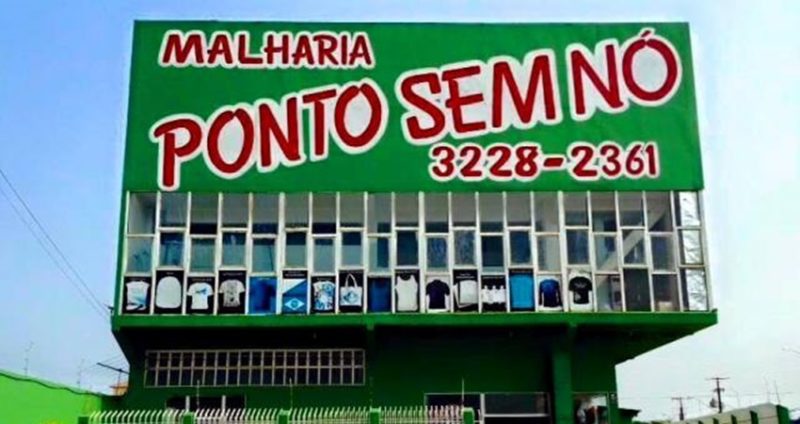 MALHARIA
PONTO SEM NÓ
3228-2361